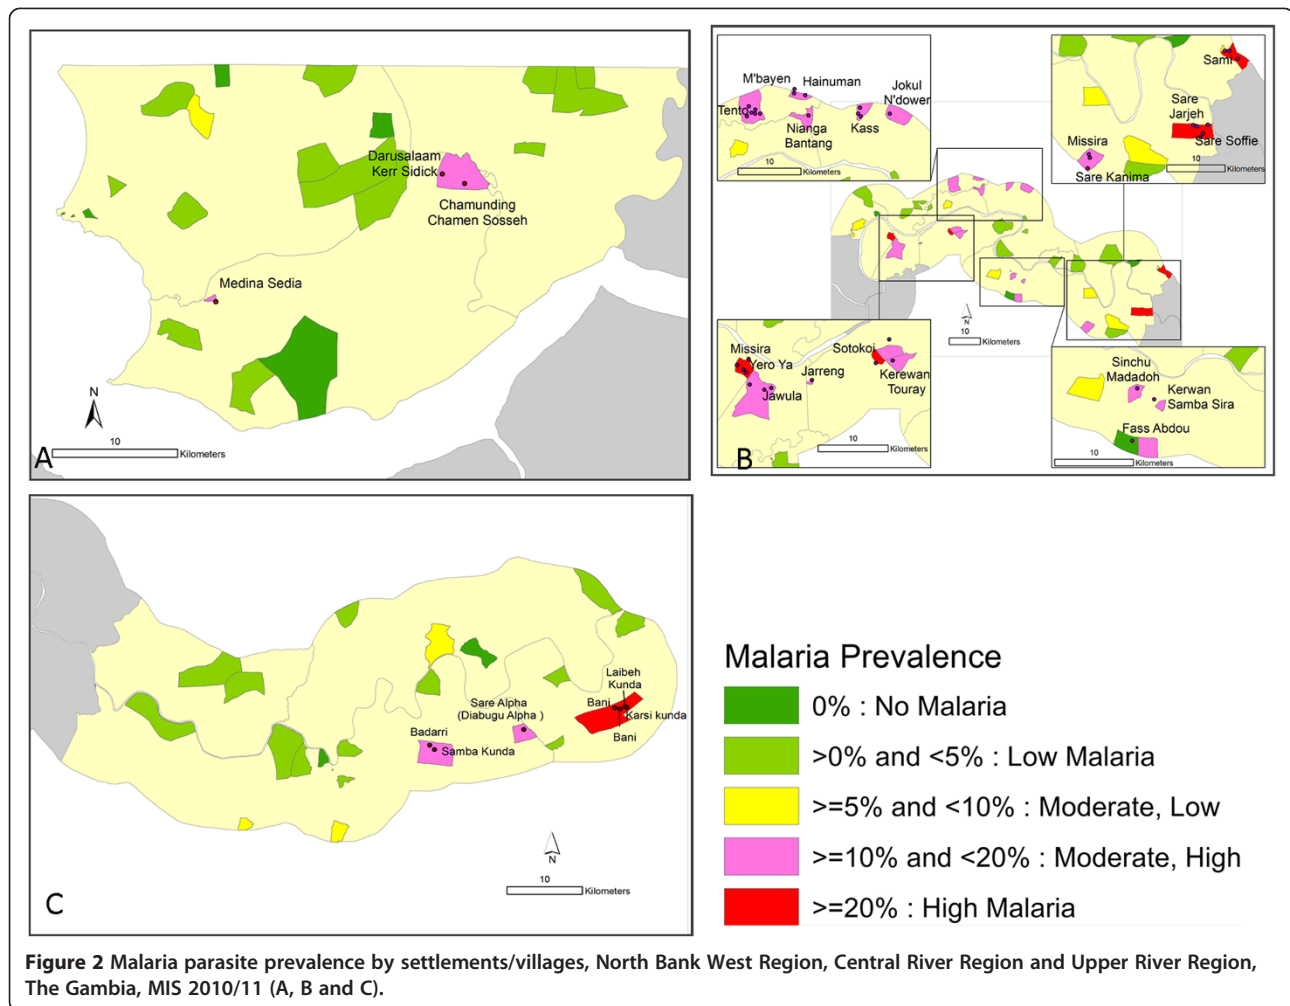 Darusalaam
Kerr Sidick
Chamunding
Chamen Sosseh
Medina Sedia
N
10
Kilometers
A
M'bayen
Hainuman
Jokul
N'dower
Tento
Nianga
Bantang
Kass
10
Kilometers
Sami
Sare
Jarjeh
Sare Soffie
Missira
Sare Kanima
10
Kilometers
N
10
Kilometers
Missira
Yero Ya
Jawula
Jarreng
Sotokoi
Kerewan
Touray
10
Kilometers
B
Sinchu
Madadoh
Kerwan
Samba Sira
Fass Abdou
10
Kilometers
Laibeh
Kunda
Bani
Karsi kunda
Bani
Sare Alpha
(Diabugu Alpha )
Badarri
Samba Kunda
N
10
Kilometers
C
Malaria Prevalence
0% : No Malaria
>0% and <5% : Low Malaria
>=5% and <10% : Moderate, Low
>=10% and <20% : Moderate, High
>=20% : High Malaria
Figure 2 Malaria parasite prevalence by settlements/villages, North Bank West Region, Central River Region and Upper River Region,
The Gambia, MIS 2010/11 (A, B and C).